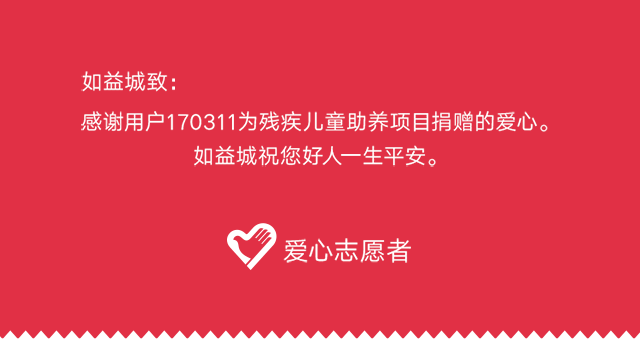 如益城致：
感谢用户170311为残疾儿童助养项目捐赠的爱心。
如益城祝您好人一生平安。
爱心志愿者